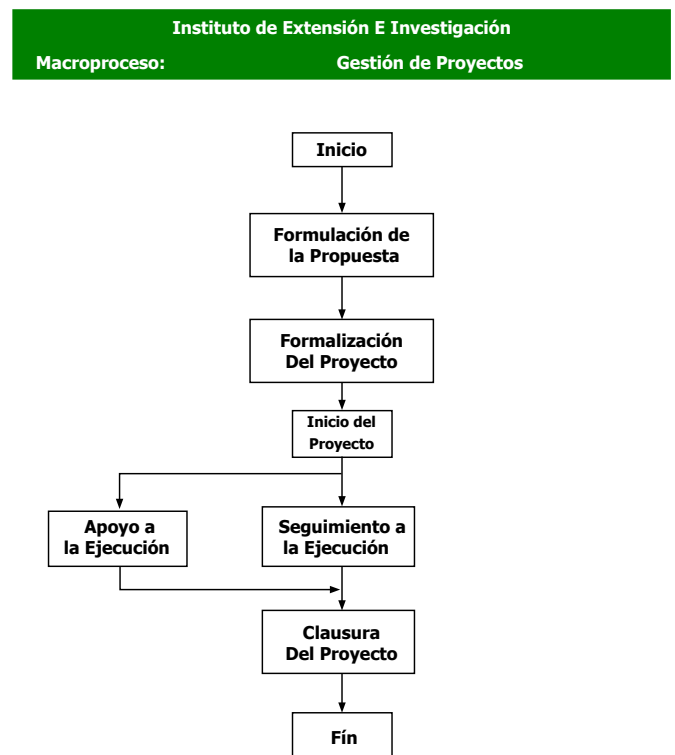 Instituto de Extensión E Investigación
Macroproceso: Gestión de Proyectos
Inicio
Formulación de
la Propuesta
Formalización
Del Proyecto
Inicio del
Proyecto
Apoyo a
la Ejecución
Seguimiento a
la Ejecución
Clausura
Del Proyecto
Fín